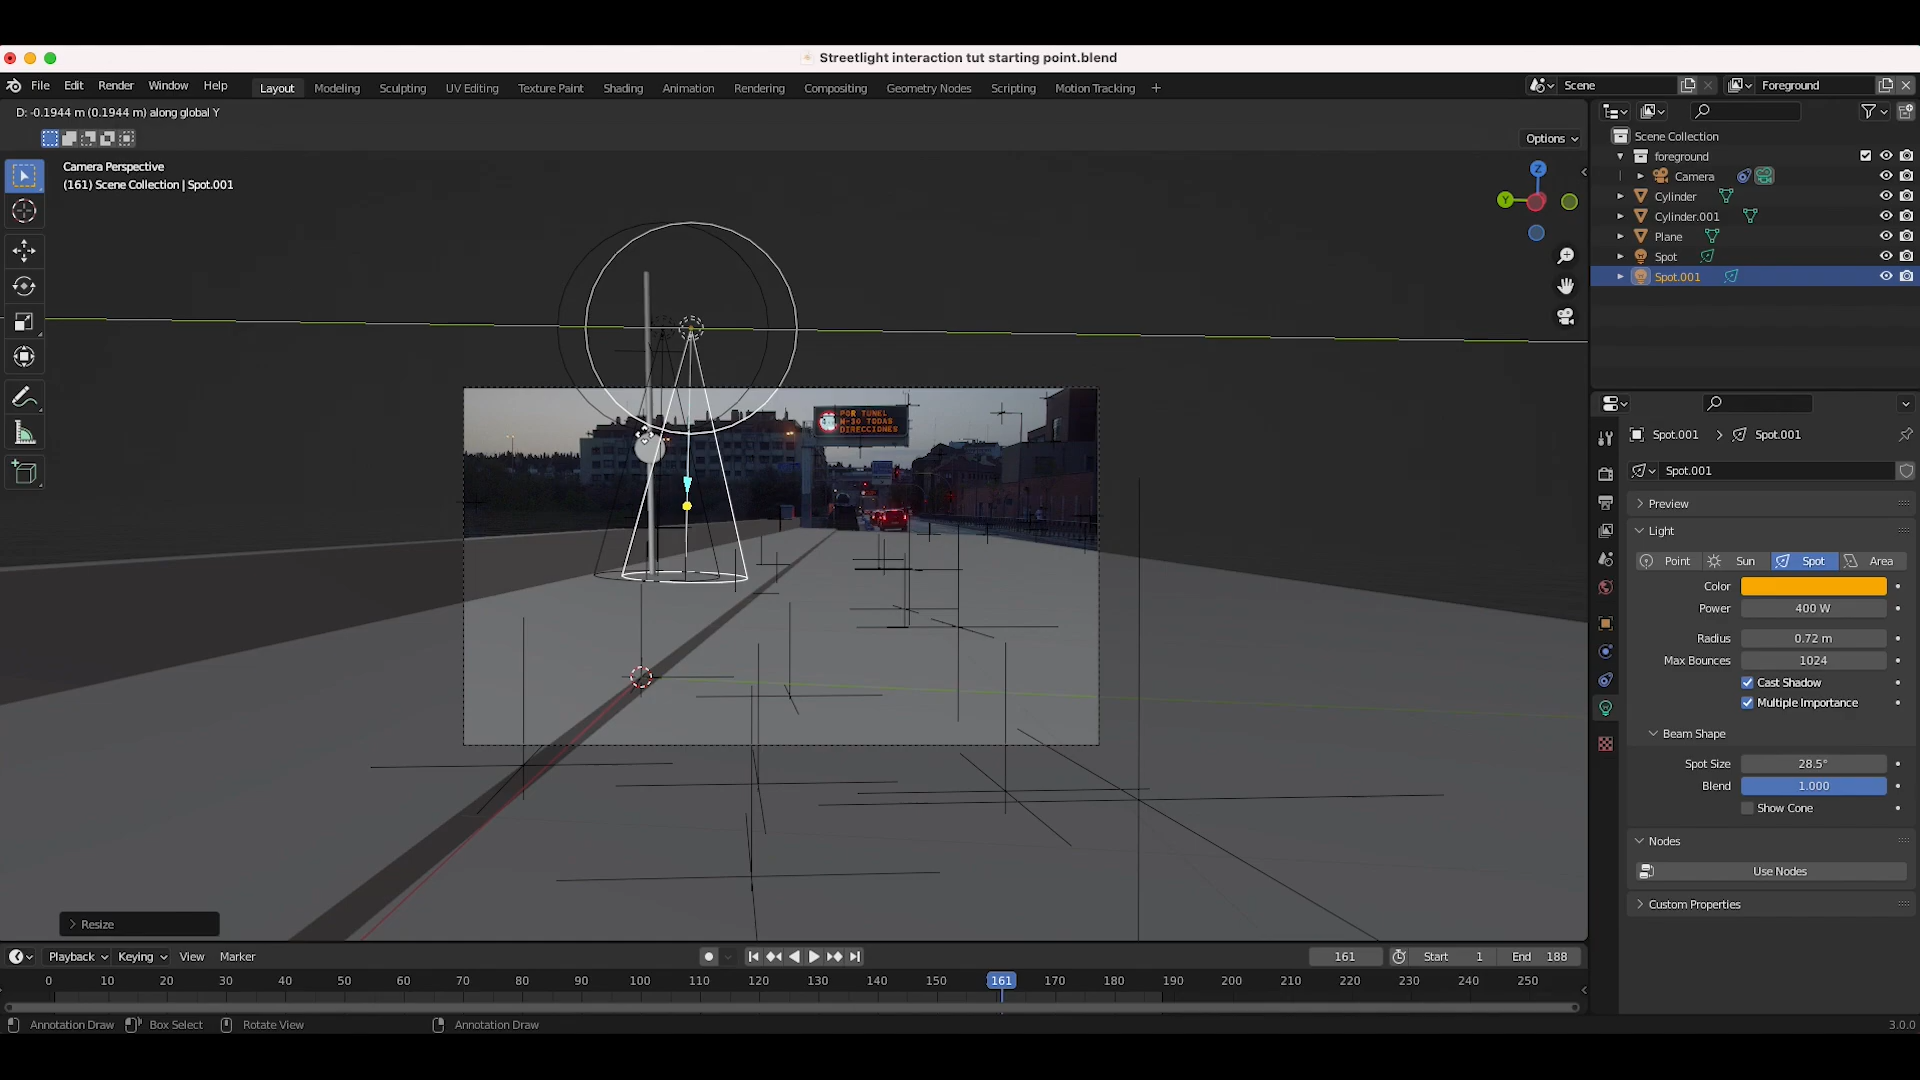 Streetlight interaction tut starting point.blend
File Edit Render Window Help Layout Modeling Sculpting UV Editing Texture Paint Shading Animation Rendering Compositing Geometry Nodes Scripting Motion Tracking + Scene Foreground
D: -0.1944 m (0.1944 m) along global Y
Options
Camera Perspective
(161) Scene Collection | Spot.001
Z
Y
POR TUNEL
M-30 TODAS
DIRECCIONES
Resize
Scene Collection
foreground
Camera
Cylinder
Cylinder.001
Plane
Spot
Spot.001
Spot.001 > Spot.001
Spot.001
Preview
Light
Point Sun Spot Area
Color
Power 400 W
Radius 0.72 m
Max Bounces 1024
Cast Shadow
Multiple Importance
Beam Shape
Spot Size 28.5°
Blend 1.000
Show Cone
Nodes
Use Nodes
Custom Properties
Playback Keying View Marker 161 Start 1 End 188
0 10 20 30 40 50 60 70 80 90 100 110 120 130 140 150 161 170 180 190 200 210 220 230 240 250
Annotation Draw Box Select Rotate View Annotation Draw 3.0.0